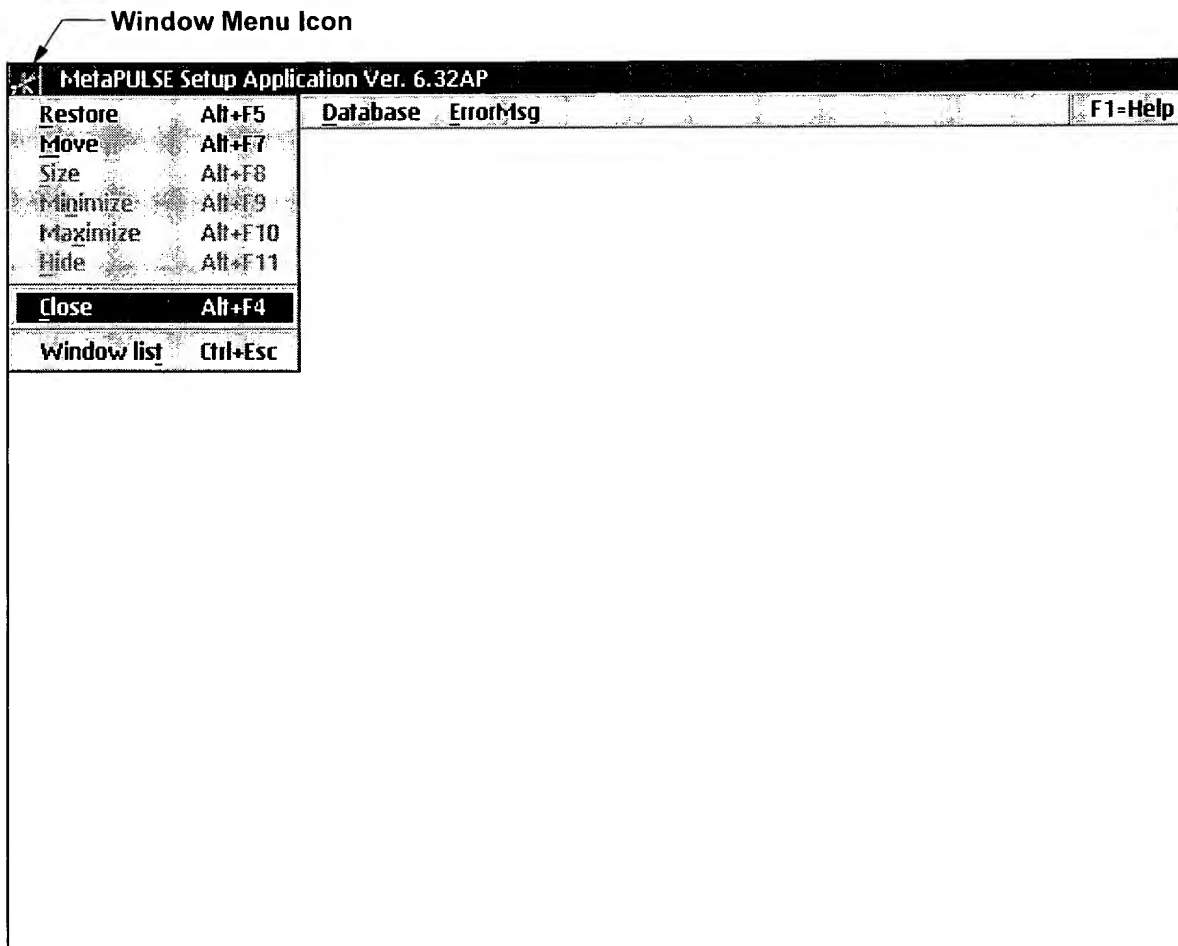 Window Menu Icon
MetaPULSE Setup Application Ver. 6.32AP
Database ErrorMsg F1=Help
Restore Alt+F5
Move Alt+F7
Size Alt+F8
Minimize Alt+F9
Maximize Alt+F10
Hide Alt+F11
Close Alt+F4
Window list Ctrl+Esc